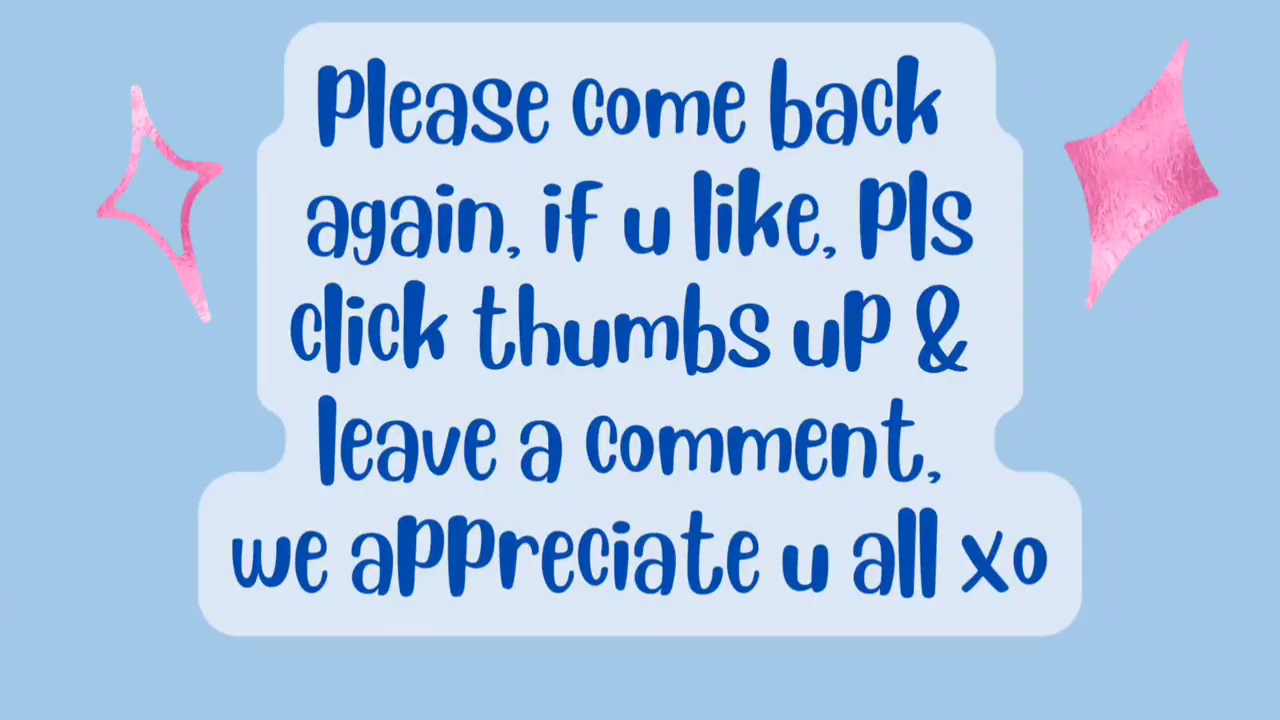 Please come back
again, if u like, pls
click thumbs up &
leave a comment,
we appreciate u all xo